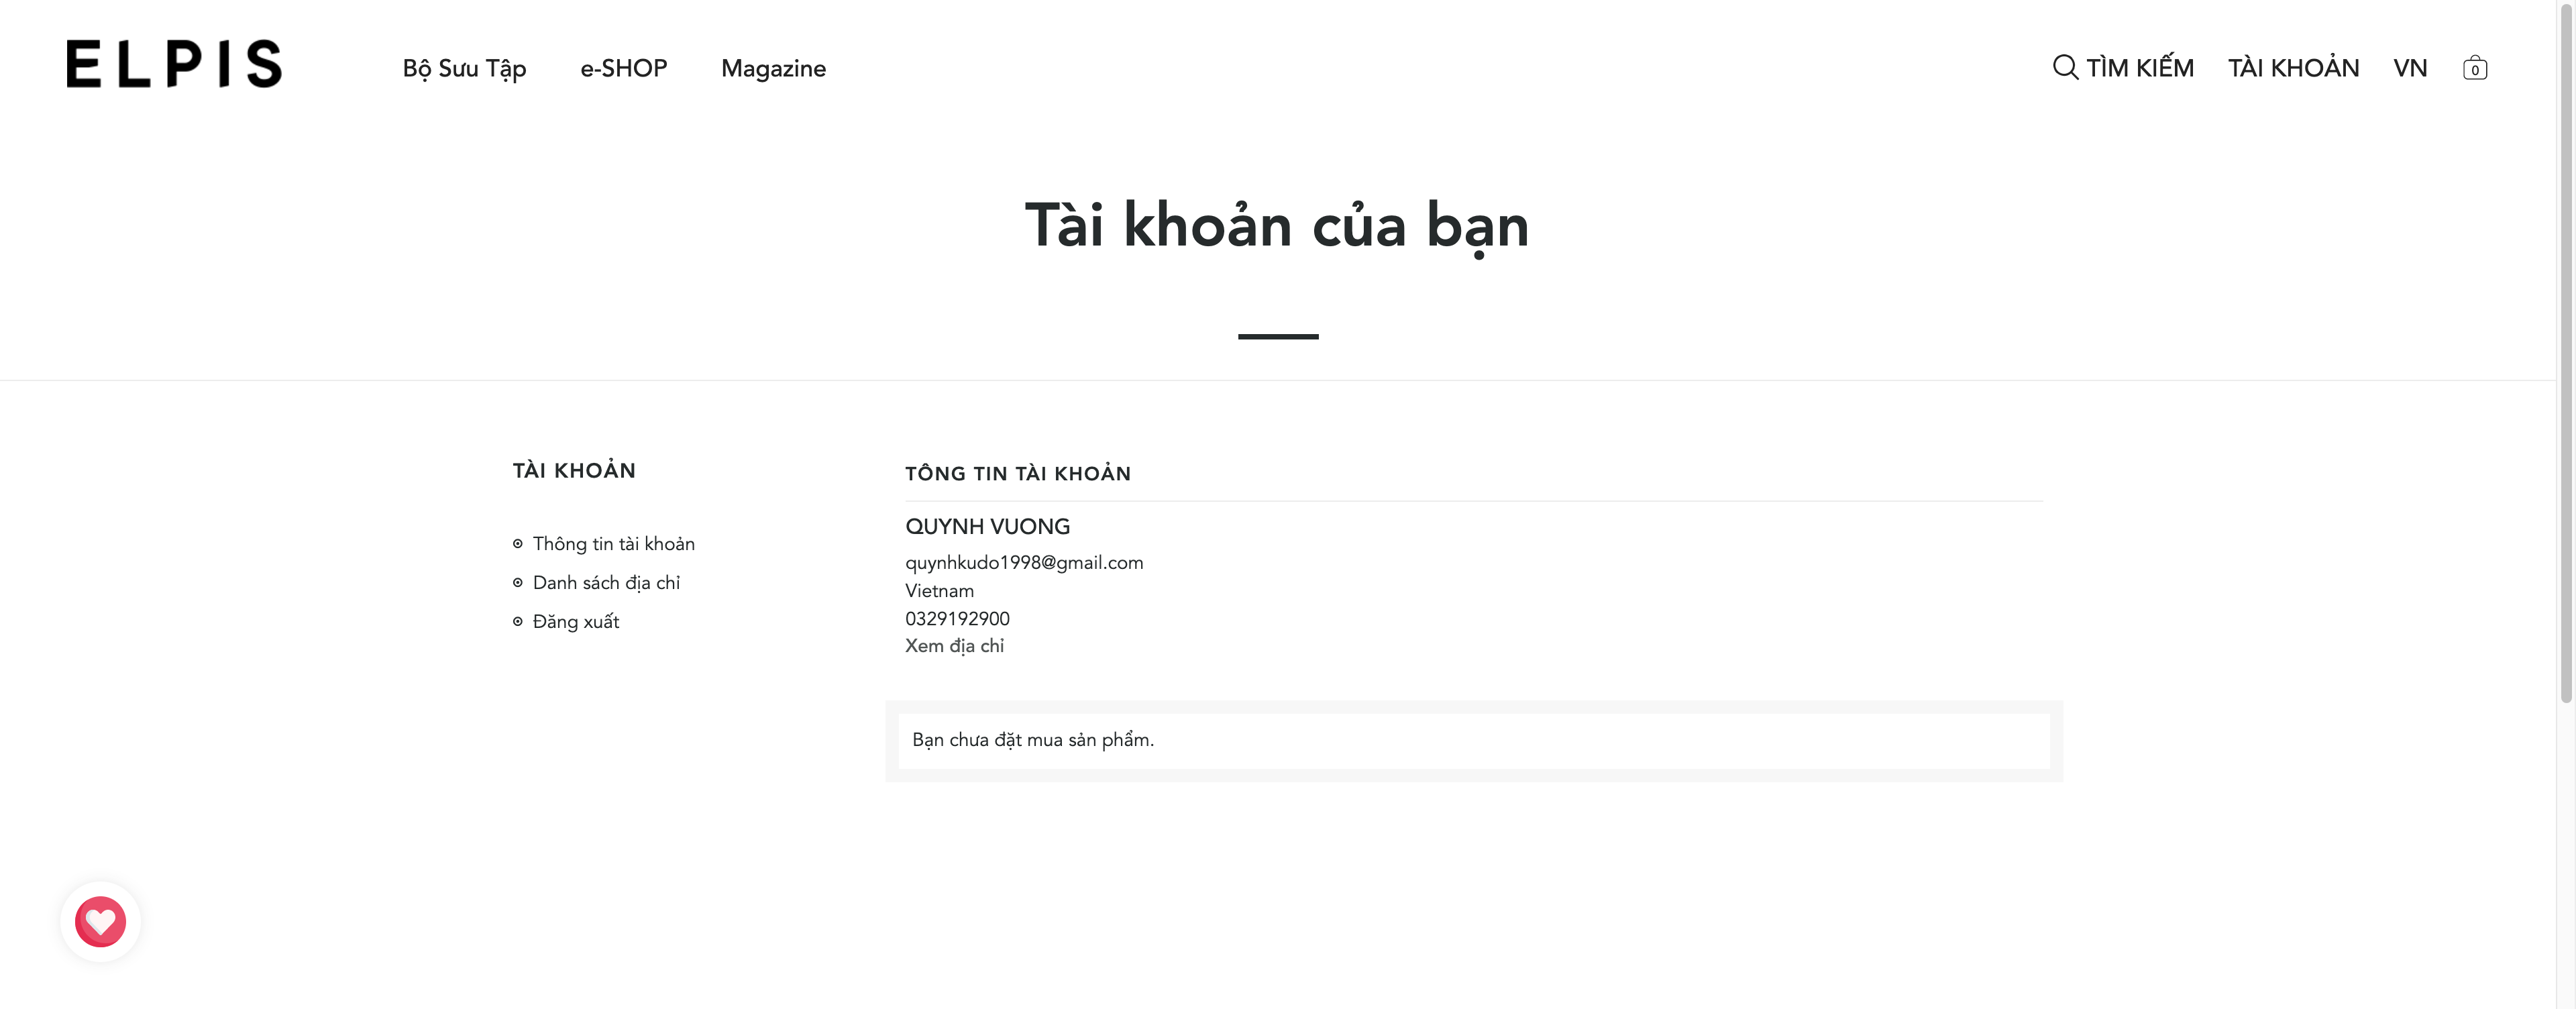 ELPIS
Bộ Sưu Tập
e-SHOP
Magazine
TÌM KIẾM
TÀI KHOẢN
VN
0
Tài khoản của bạn
TÀI KHOẢN
Thông tin tài khoản
Danh sách địa chỉ
Đăng xuất
TÔNG TIN TÀI KHOẢN
QUYNH VUONG
quynhkudo1998@gmail.com
Vietnam
0329192900
Xem địa chỉ
Bạn chưa đặt mua sản phẩm.